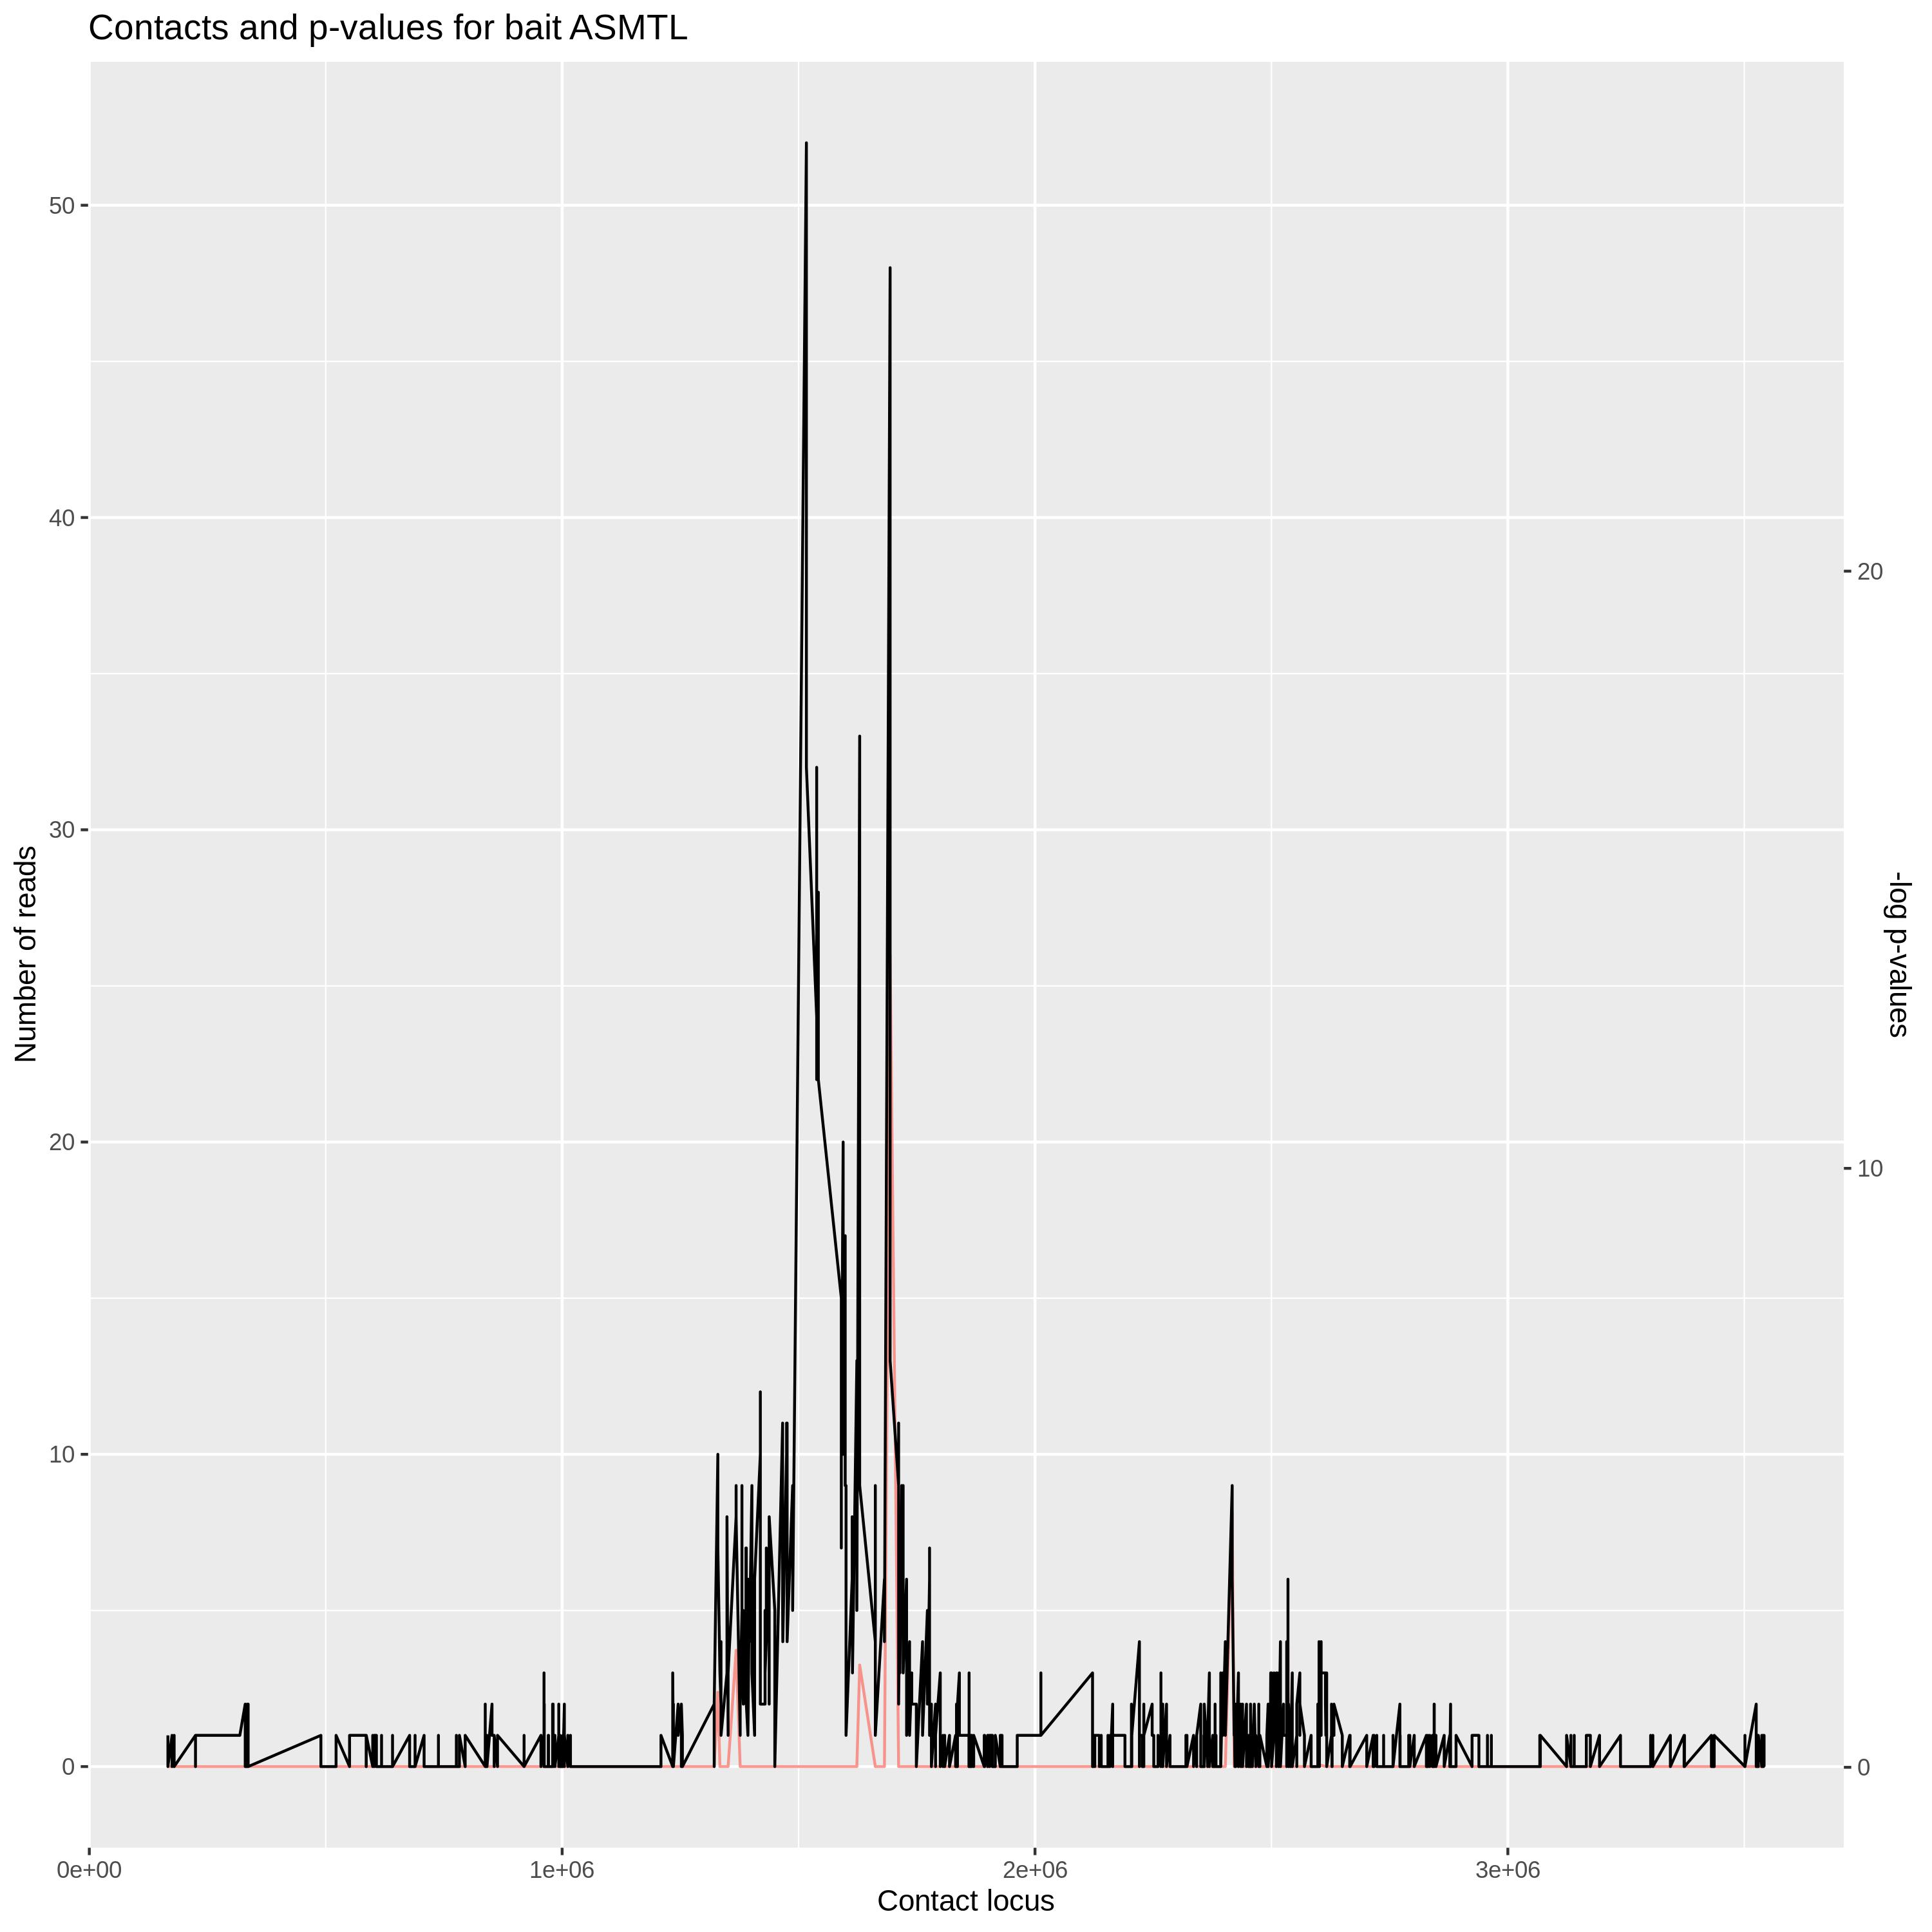 Contacts and p-values for bait ASMTL
50
40
30
20
10
0
Number of reads
20
10
0
-log p-values
0e+00
1e+06
2e+06
3e+06
Contact locus